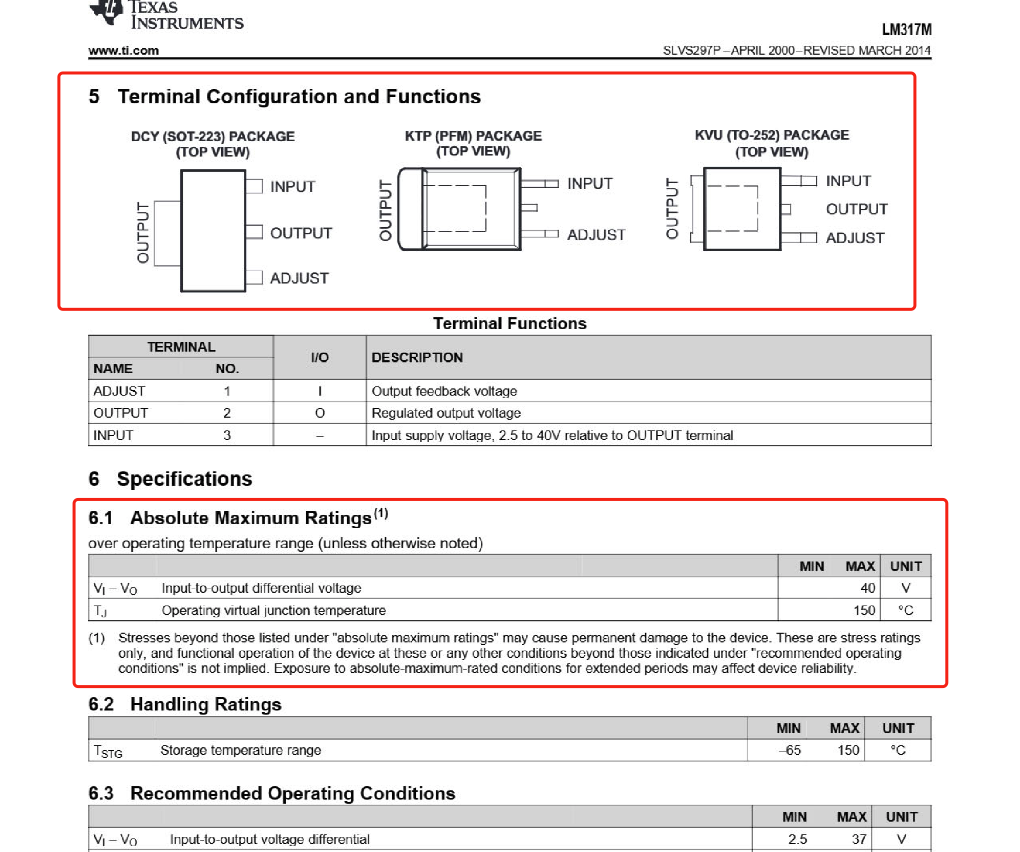 TEXAS
INSTRUMENTS
LM317M
www.ti.com
SLVS297P –APRIL 2000–REVISED MARCH 2014
5 Terminal Configuration and Functions
DCY (SOT-223) PACKAGE
(TOP VIEW)
KTP (PFM) PACKAGE
(TOP VIEW)
KVU (TO-252) PACKAGE
(TOP VIEW)
OUTPUT
INPUT
OUTPUT
ADJUST
OUTPUT
INPUT
ADJUST
OUTPUT
INPUT
OUTPUT
ADJUST
Terminal Functions
TERMINAL I/O DESCRIPTION
NAME NO.
ADJUST 1 I Output feedback voltage
OUTPUT 2 O Regulated output voltage
INPUT 3 – Input supply voltage, 2.5 to 40V relative to OUTPUT terminal
6 Specifications
6.1 Absolute Maximum Ratings(1)
over operating temperature range (unless otherwise noted)
MIN MAX UNIT
VI – VO Input-to-output differential voltage 40 V
TJ Operating virtual junction temperature 150 °C
(1) Stresses beyond those listed under "absolute maximum ratings" may cause permanent damage to the device. These are stress ratings
only, and functional operation of the device at these or any other conditions beyond those indicated under "recommended operating
conditions" is not implied. Exposure to absolute-maximum-rated conditions for extended periods may affect device reliability.
6.2 Handling Ratings
MIN MAX UNIT
TSTG Storage temperature range –65 150 °C
6.3 Recommended Operating Conditions
MIN MAX UNIT
VI – VO Input-to-output voltage differential 2.5 37 V